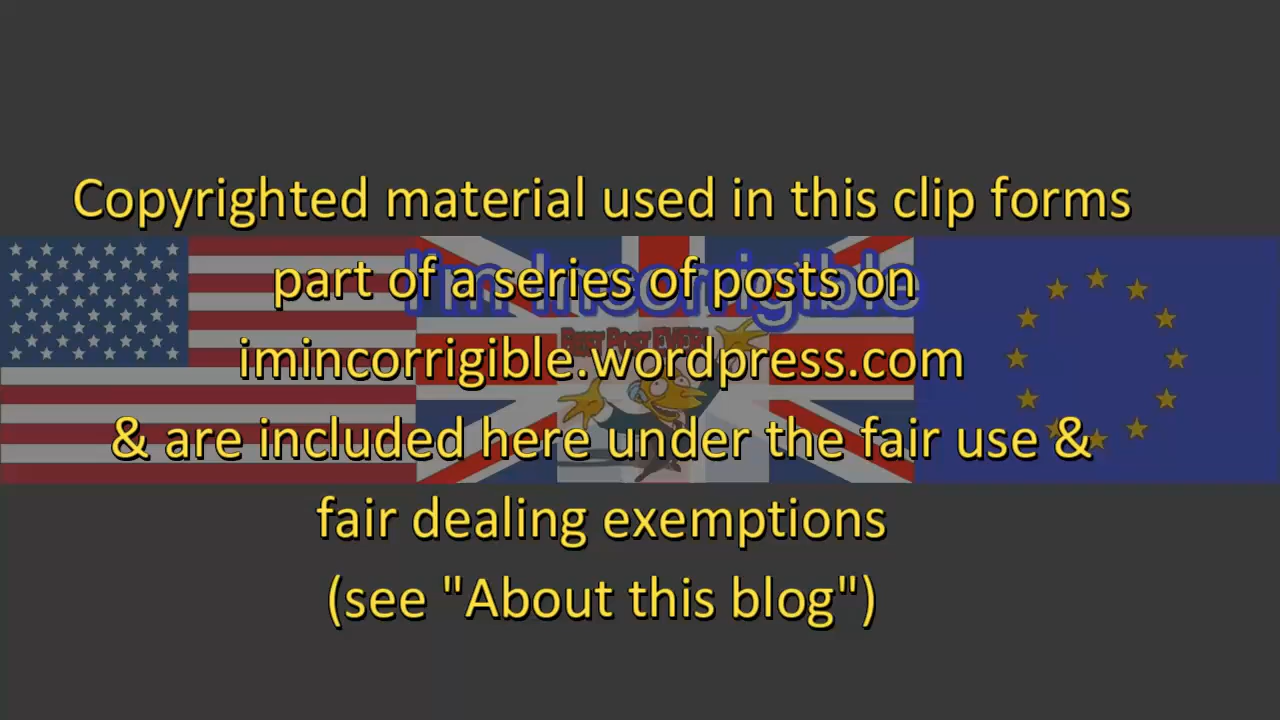 Copyrighted material used in this clip forms
part of a series of posts on
I'm Incorrigible
imincorrigible.wordpress.com
& are included here under the fair use &
fair dealing exemptions
(see "About this blog")